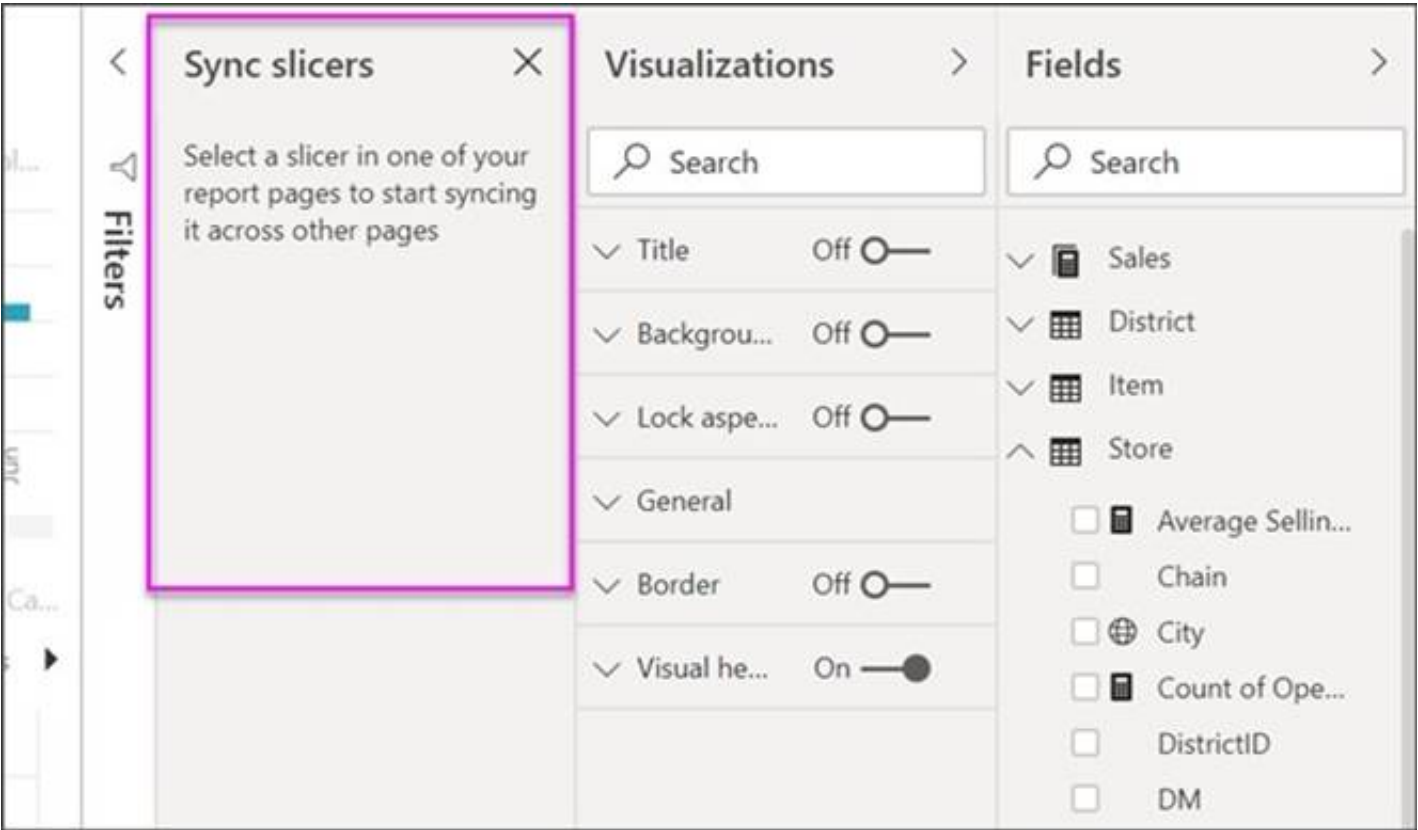 Filters
Sync slicers
Select a slicer in one of your
report pages to start syncing
it across other pages
Visualizations
Search
Title Off
Backgrou... Off
Lock aspe... Off
General
Border Off
Visual he... On
Fields
Search
Sales
District
Item
Store
Average Sellin...
Chain
City
Count of Ope...
DistrictID
DM
Ca...